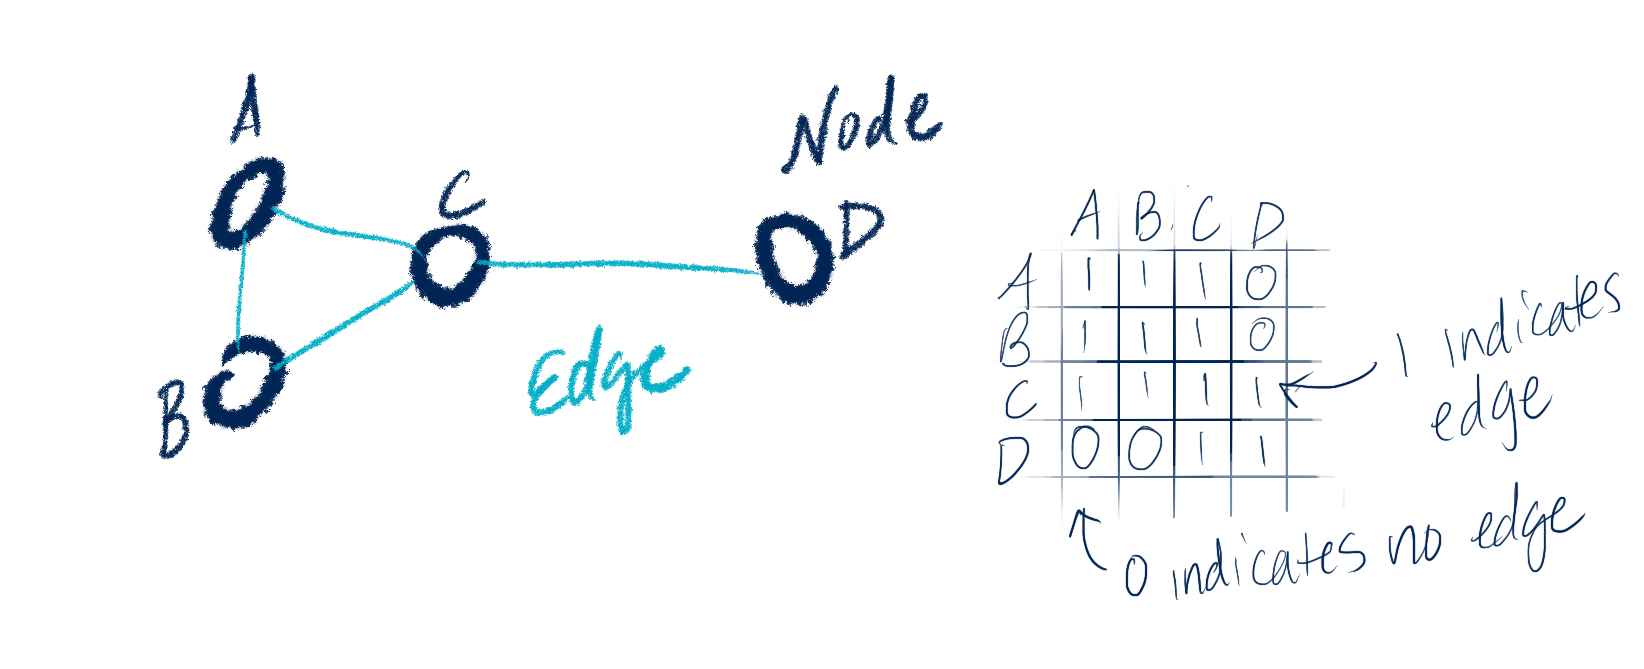 A
Node
C
D
B
Edge
A B C D
A 1 1 1 0
B 1 1 1 0
C 1 1 1 1
D 0 0 1 1
1 indicates
edge
0 indicates no edge